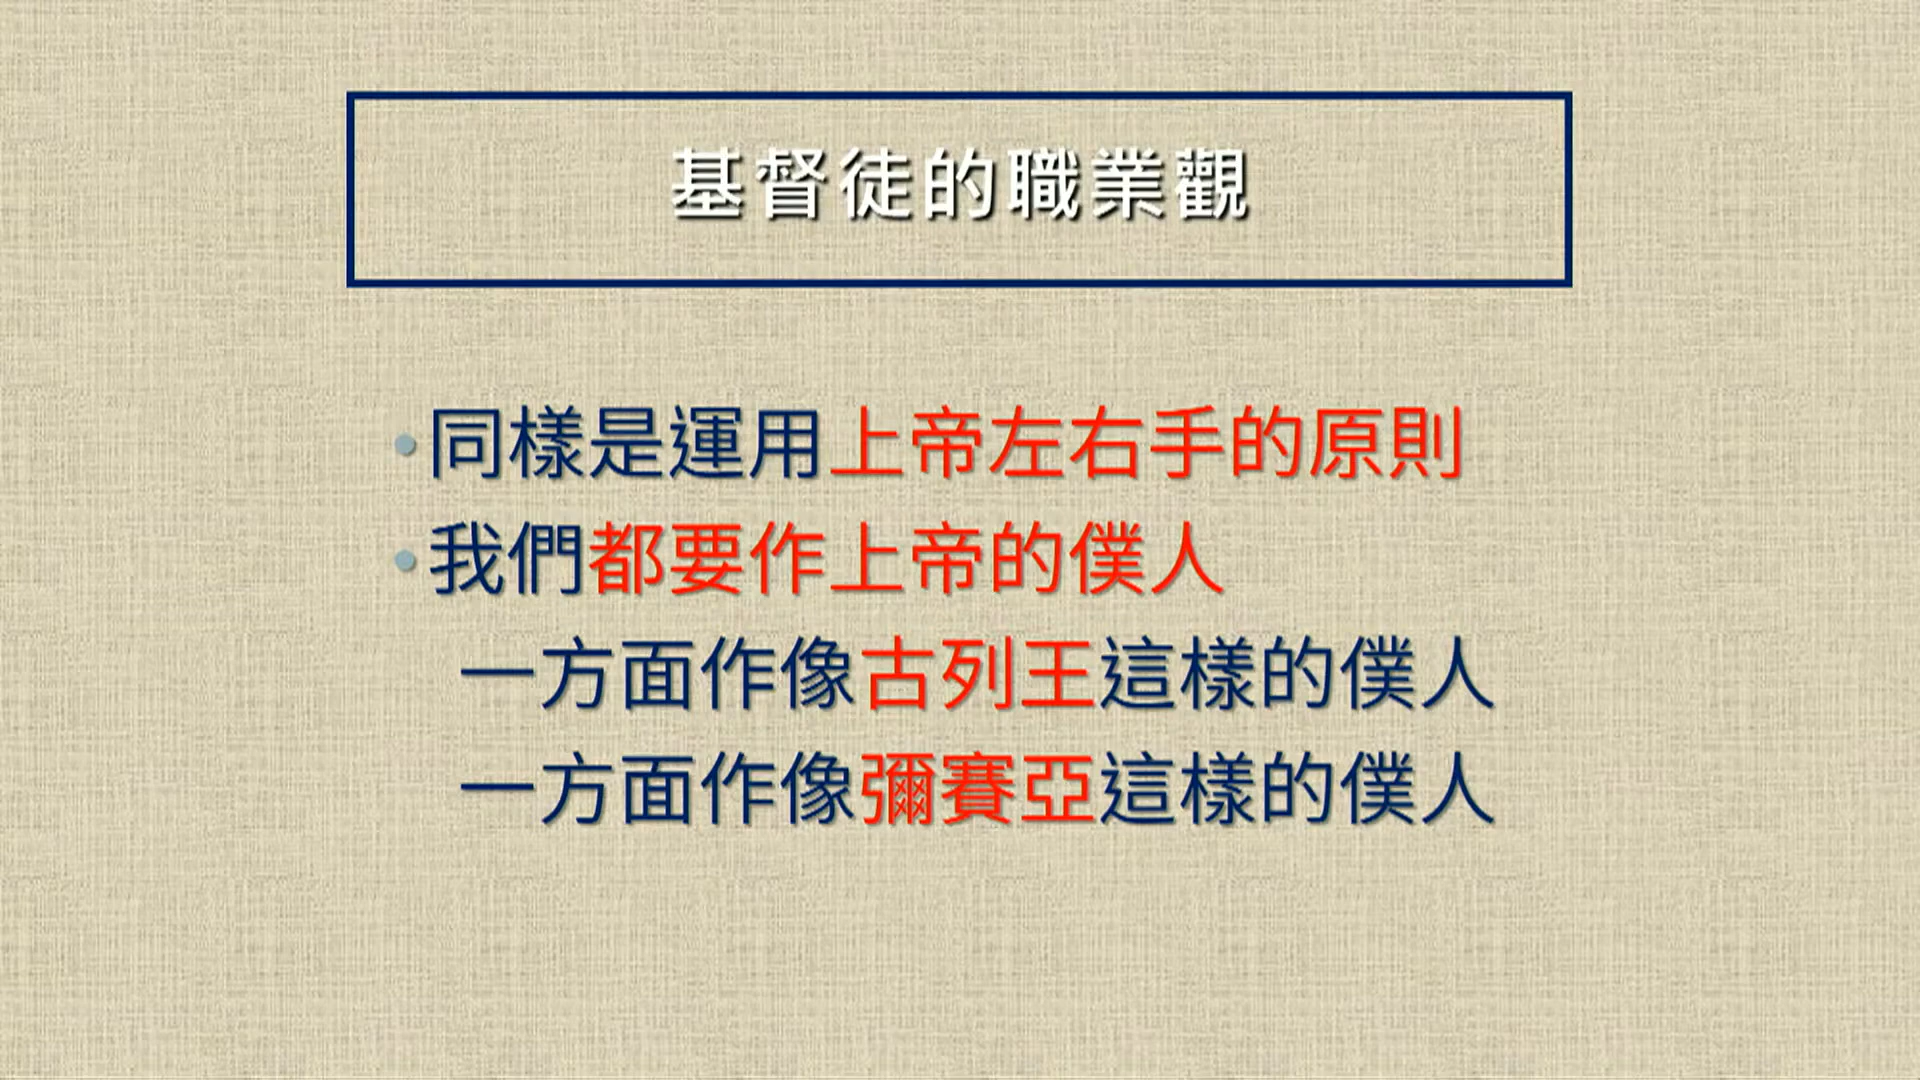 基督徒的職業觀
•同樣是運用上帝左右手的原則
•我們都要作上帝的僕人
一方面作像古列王這樣的僕人
一方面作像彌賽亞這樣的僕人